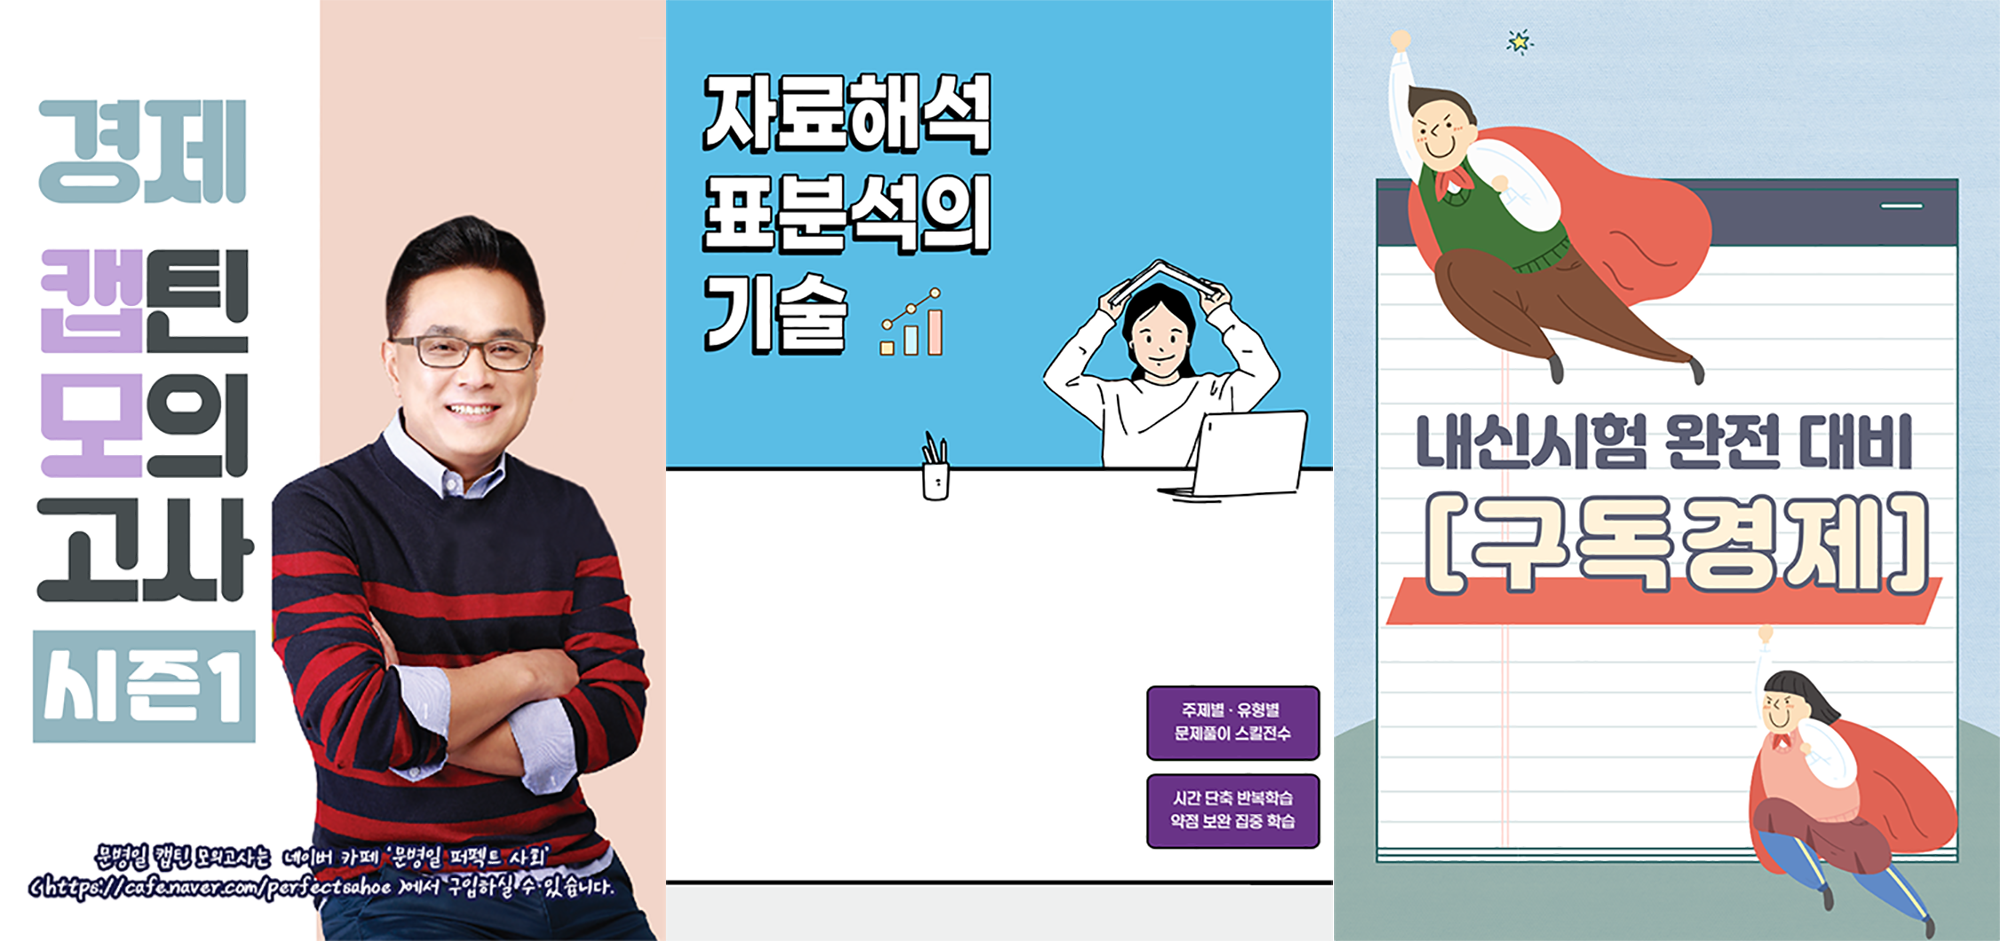 경제
캡틴
모의
고사
시즌1
문병일 캡틴 모의고사는 네이버 카페 '문병일 퍼펙트 사회'
(https://cafe.naver.com/perfectsahoe)에서 구입하실 수 있습니다.
자료해석
표분석의
기술
주제별 · 유형별
문제풀이 스킬전수
시간 단축 반복학습
약점 보완 집중 학습
내신시험 완전 대비
[구독경제]